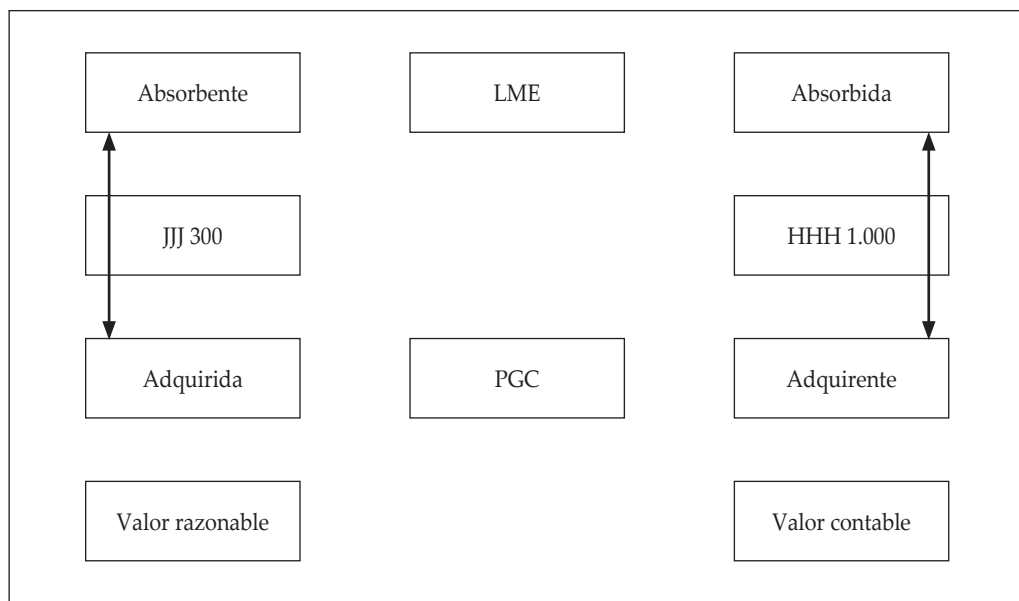 Absorbente LME Absorbida
JJJ 300 HHH 1.000
Adquirida PGC Adquirente
Valor razonable Valor contable